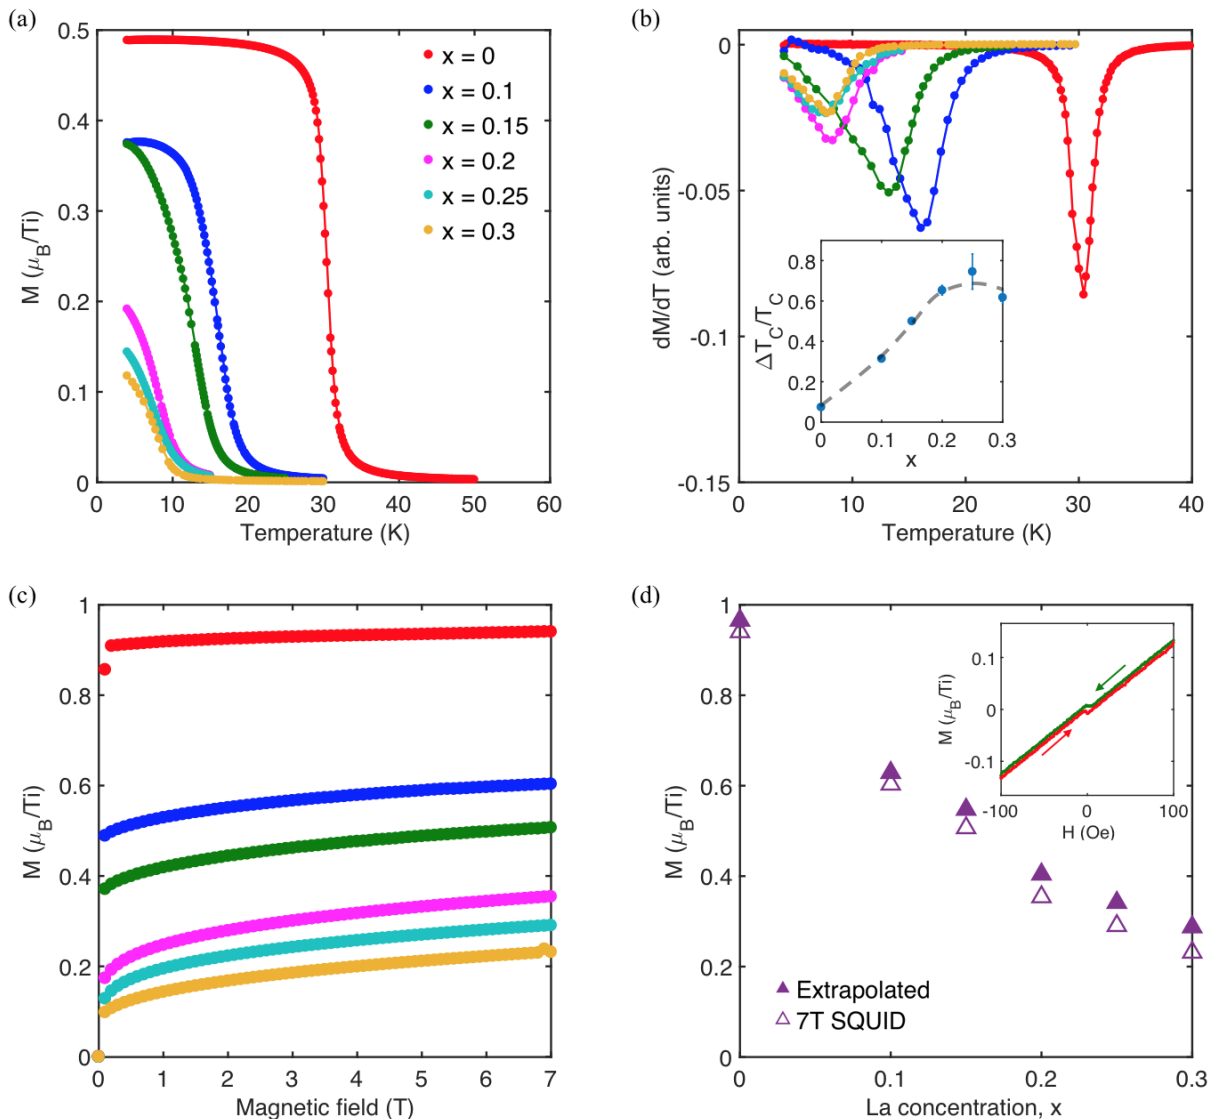 (a)
0.5
0.4
0.3
0.2
0.1
0
M (μB/Ti)
x = 0
x = 0.1
x = 0.15
x = 0.2
x = 0.25
x = 0.3
0 10 20 30 40 50 60
Temperature (K)
(b)
0
-0.05
-0.1
-0.15
dM/dT (arb. units)
0.8
0.6
0.4
0.2
0
ΔTC/TC
0 0.1 0.2 0.3
x
0 10 20 30 40
Temperature (K)
(c)
1
0.8
0.6
0.4
0.2
0
M (μB/Ti)
0 1 2 3 4 5 6 7
Magnetic field (T)
(d)
1
0.8
0.6
0.4
0.2
0
M (μB/Ti)
0.1
0
-0.1
M (μB/Ti)
-100 0 100
H (Oe)
Extrapolated
7T SQUID
0 0.1 0.2 0.3
La concentration, x